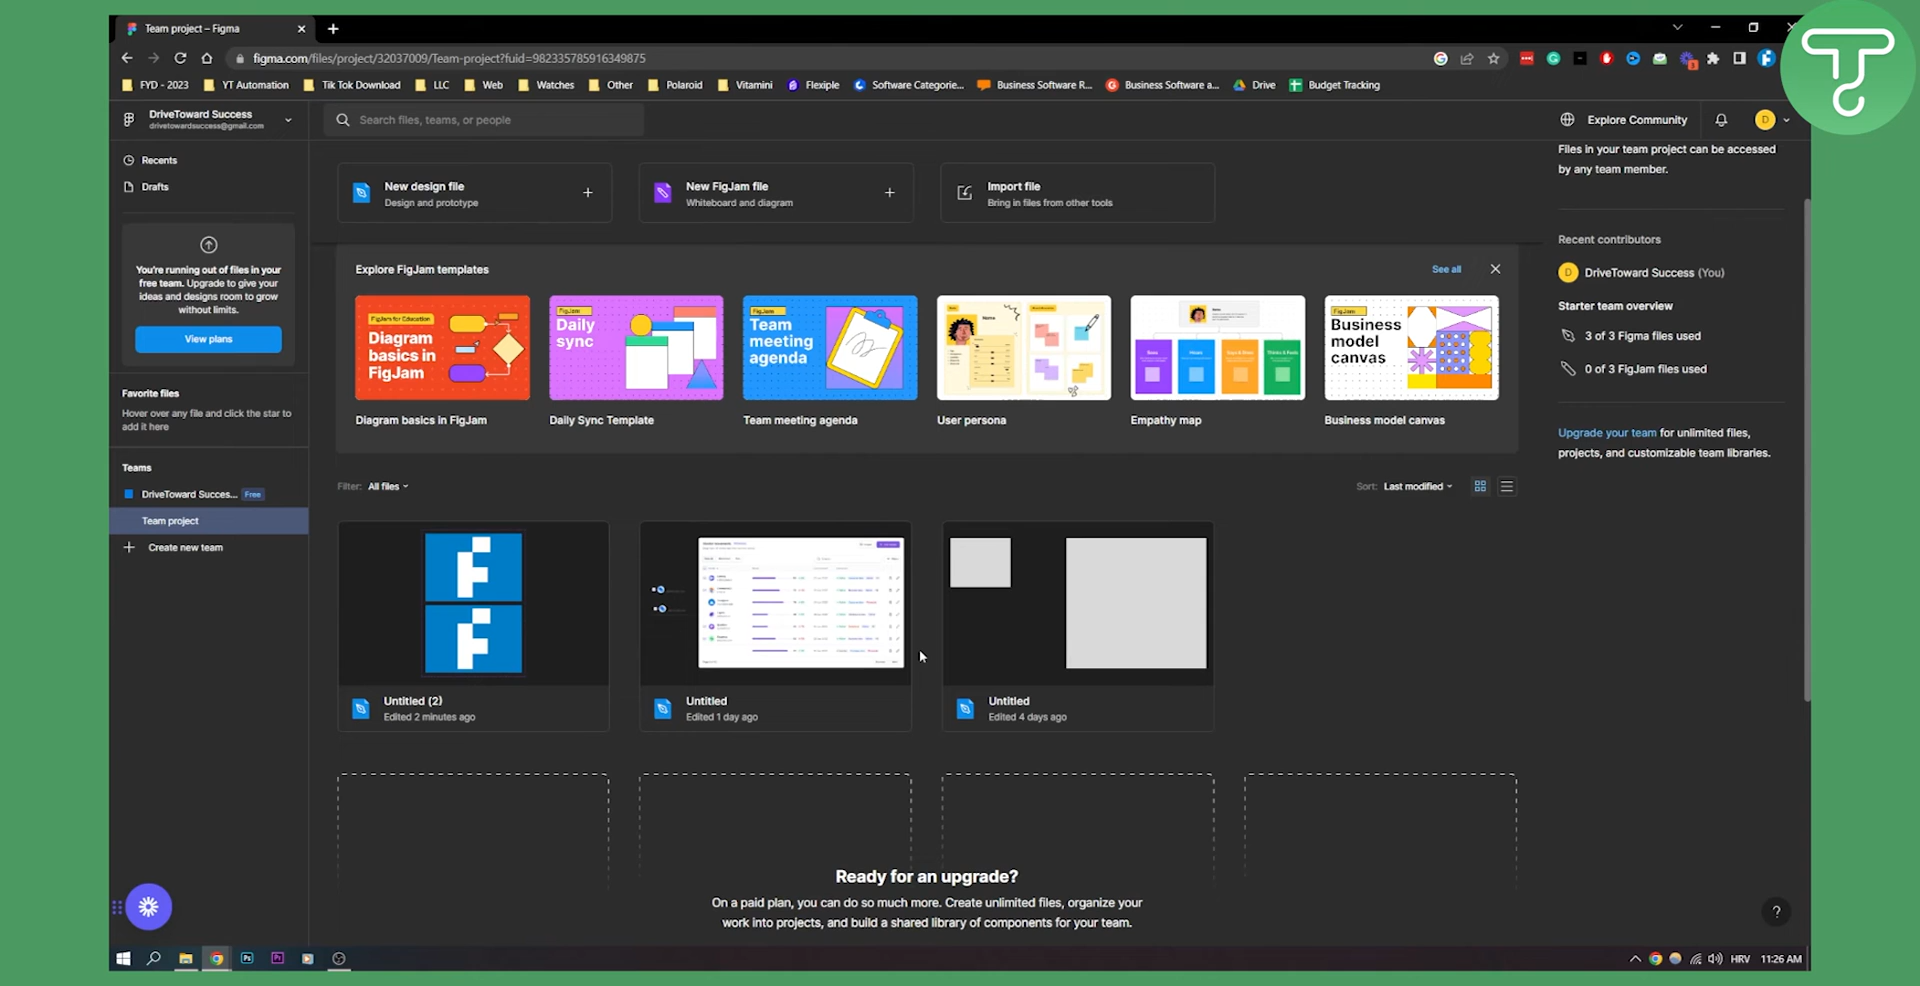 Team project – Figma
figma.com/files/project/32037009/Team-project?fuid=982335785916349875
FYD - 2023
YT Automation
Tik Tok Download
LLC
Web
Watches
Other
Polaroid
Vitamini
Flexiple
Software Categorie...
Business Software R...
Business Software a...
Drive
Budget Tracking
DriveToward Success
drivetowardsuccess@gmail.com
Search files, teams, or people
Explore Community
D
Recents
Drafts
You're running out of files in your
free team. Upgrade to give your
ideas and designs room to grow
without limits.
View plans
Favorite files
Hover over any file and click the star to
add it here
Teams
DriveToward Succes...
Free
Team project
Create new team
New design file
Design and prototype
New FigJam file
Whiteboard and diagram
Import file
Bring in files from other tools
Explore FigJam templates
See all
FigJam for Education
Diagram
basics in
FigJam
FigJam
Daily
sync
FigJam
Team
meeting
agenda
Name
FigJam
Business
model
canvas
Diagram basics in FigJam
Daily Sync Template
Team meeting agenda
User persona
Empathy map
Business model canvas
Filter: All files
Sort: Last modified
Untitled (2)
Edited 2 minutes ago
Untitled
Edited 1 day ago
Untitled
Edited 4 days ago
Ready for an upgrade?
On a paid plan, you can do so much more. Create unlimited files, organize your
work into projects, and build a shared library of components for your team.
Files in your team project can be accessed
by any team member.
Recent contributors
D
DriveToward Success (You)
Starter team overview
3 of 3 Figma files used
0 of 3 FigJam files used
Upgrade your team for unlimited files,
projects, and customizable team libraries.
?
Ps
Pr
HRV
11:26 AM